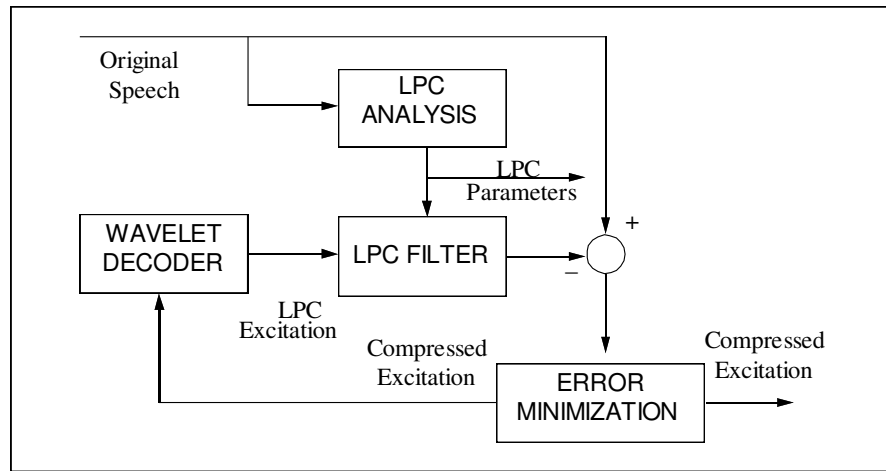 Original
Speech
LPC
ANALYSIS
LPC
Parameters
+
WAVELET
DECODER
LPC FILTER
−
LPC
Excitation
Compressed
Excitation
ERROR
MINIMIZATION
Compressed
Excitation